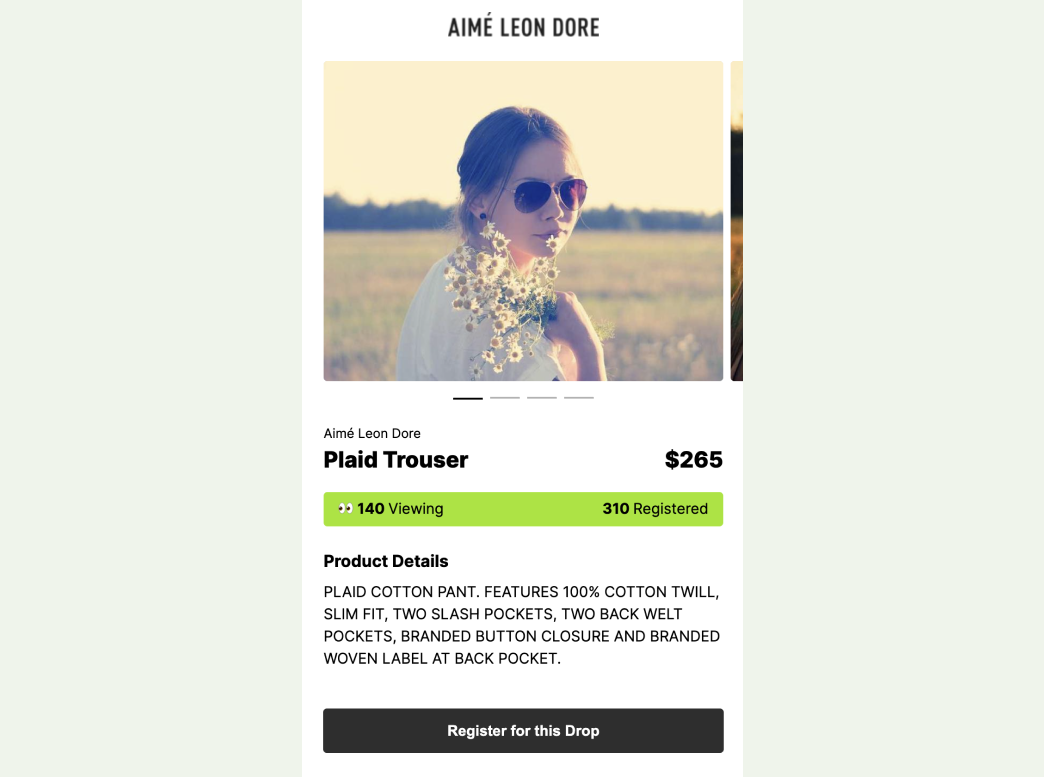 AIMÉ LEON DORE
Aimé Leon Dore
Plaid Trouser
$265
👀 140 Viewing
310 Registered
Product Details
PLAID COTTON PANT. FEATURES 100% COTTON TWILL,
SLIM FIT, TWO SLASH POCKETS, TWO BACK WELT
POCKETS, BRANDED BUTTON CLOSURE AND BRANDED
WOVEN LABEL AT BACK POCKET.
Register for this Drop